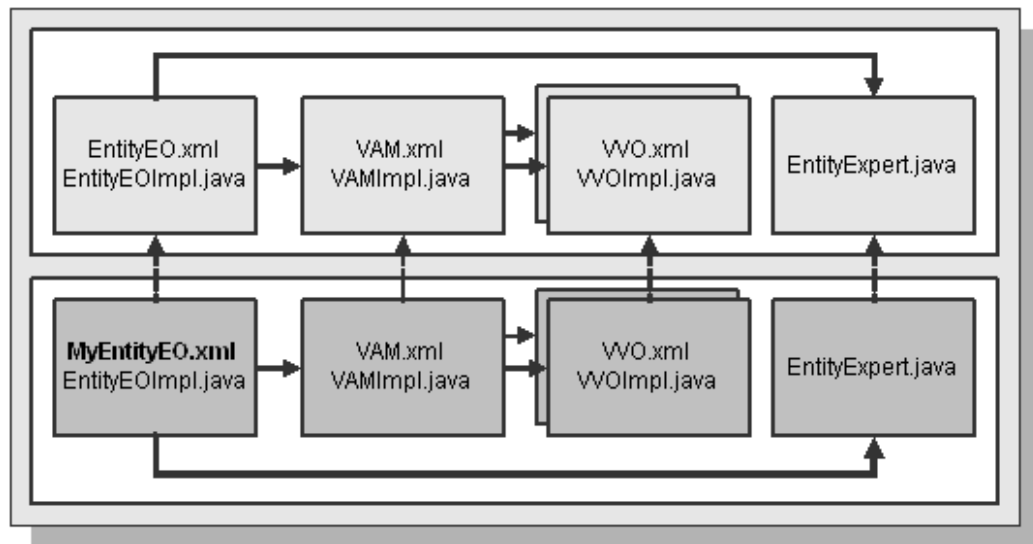 EntityEO.xml
EntityEOImpl.java
VAM.xml
VAMImpl.java
VVO.xml
VVOImpl.java
EntityExpert.java
MyEntityEO.xml
EntityEOImpl.java
VAM.xml
VAMImpl.java
VVO.xml
VVOImpl.java
EntityExpert.java